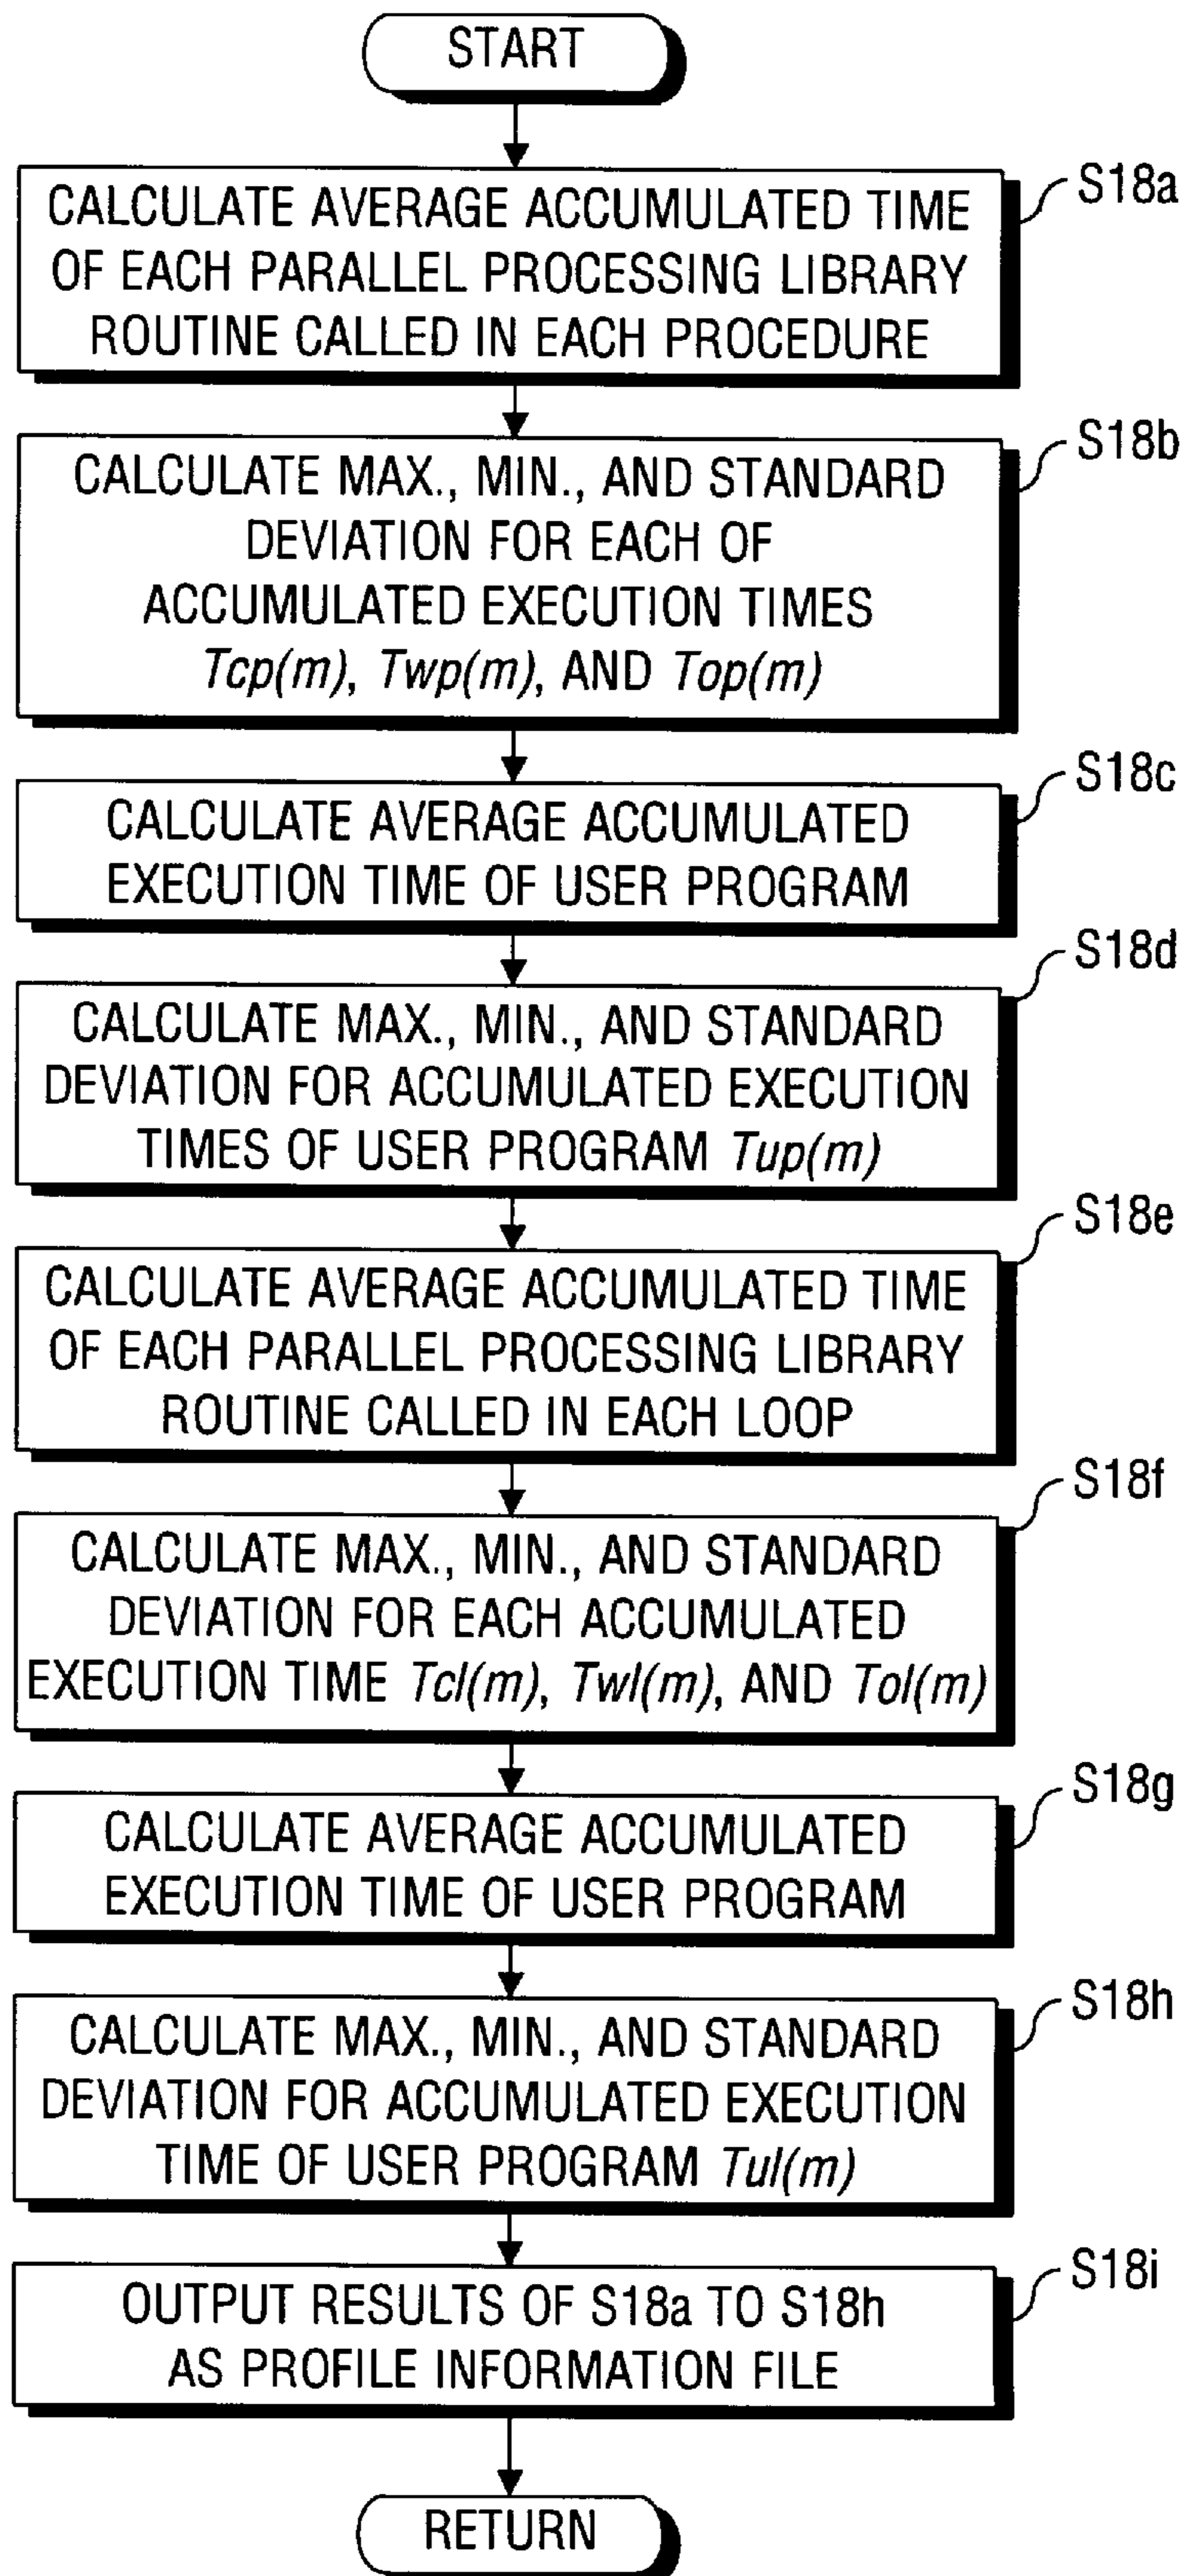 START
S18a
CALCULATE AVERAGE ACCUMULATED TIME
OF EACH PARALLEL PROCESSING LIBRARY
ROUTINE CALLED IN EACH PROCEDURE
S18b
CALCULATE MAX., MIN., AND STANDARD
DEVIATION FOR EACH OF
ACCUMULATED EXECUTION TIMES
Tcp(m), Twp(m), AND Top(m)
S18c
CALCULATE AVERAGE ACCUMULATED
EXECUTION TIME OF USER PROGRAM
S18d
CALCULATE MAX., MIN., AND STANDARD
DEVIATION FOR ACCUMULATED EXECUTION
TIMES OF USER PROGRAM Tup(m)
S18e
CALCULATE AVERAGE ACCUMULATED TIME
OF EACH PARALLEL PROCESSING LIBRARY
ROUTINE CALLED IN EACH LOOP
S18f
CALCULATE MAX., MIN., AND STANDARD
DEVIATION FOR EACH ACCUMULATED
EXECUTION TIME Tcl(m), Twl(m), AND Tol(m)
S18g
CALCULATE AVERAGE ACCUMULATED
EXECUTION TIME OF USER PROGRAM
S18h
CALCULATE MAX., MIN., AND STANDARD
DEVIATION FOR ACCUMULATED EXECUTION
TIME OF USER PROGRAM Tul(m)
S18i
OUTPUT RESULTS OF S18a TO S18h
AS PROFILE INFORMATION FILE
RETURN